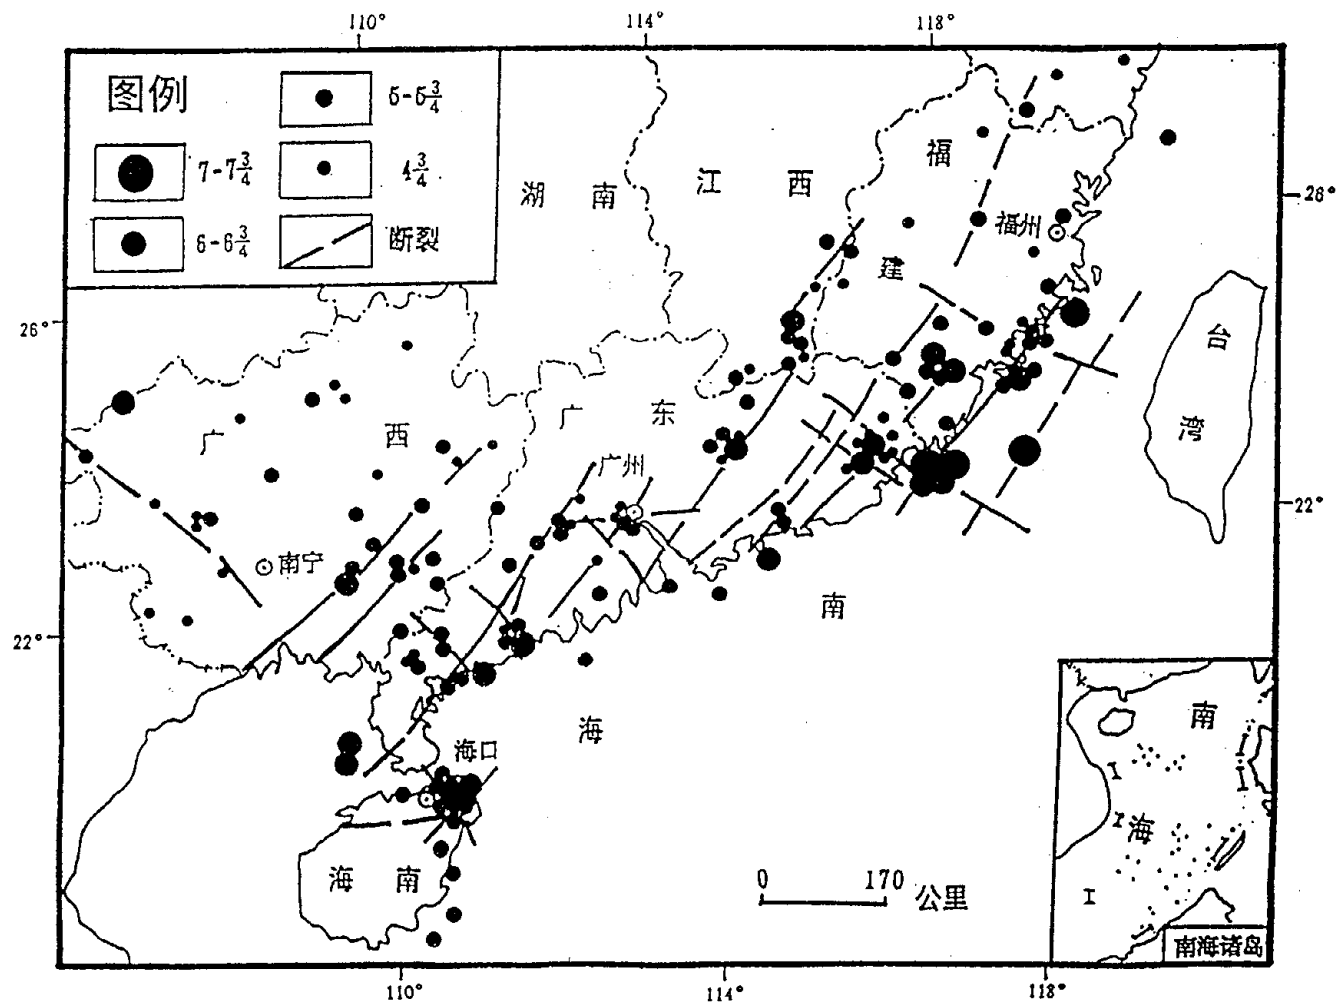 110° 114° 118°
图例
5-5¾
7-7¾
4¾
6-6¾
断裂
湖 南
江 西
福
建
28°
福州
26°
台
湾
广 西
广 东
广州
22°
南宁
22°
南
海
海口
海 南
0 170 公里
南
海
南海诸岛
110° 114° 118°